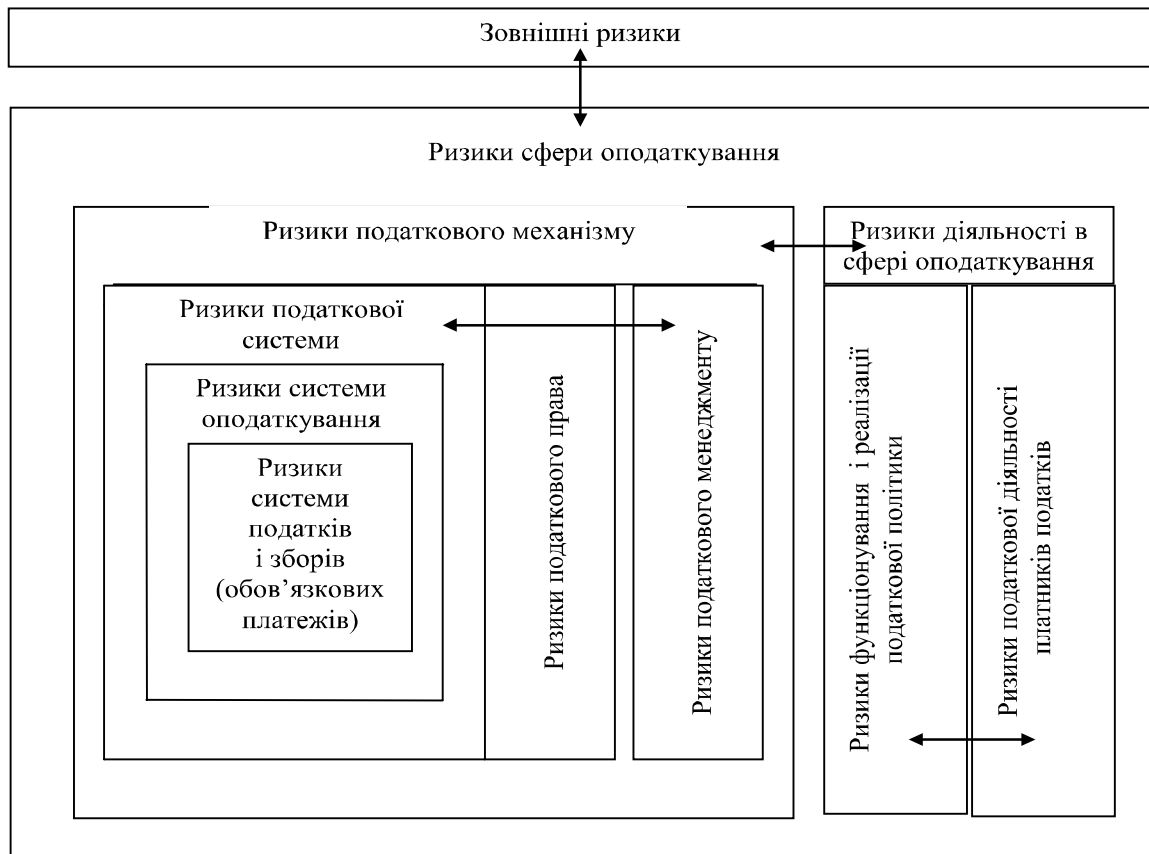 Зовнішні ризики
Ризики сфери оподаткування
Ризики податкового механізму
Ризики діяльності в
сфері оподаткування
Ризики податкової
системи
Ризики системи
оподаткування
Ризики
системи
податків
і зборів
(обов’язкових
платежів)
Ризики податкового права
Ризики податкового менеджменту
Ризики функціонування і реалізації
податкової політики
Ризики податкової діяльності
платників податків